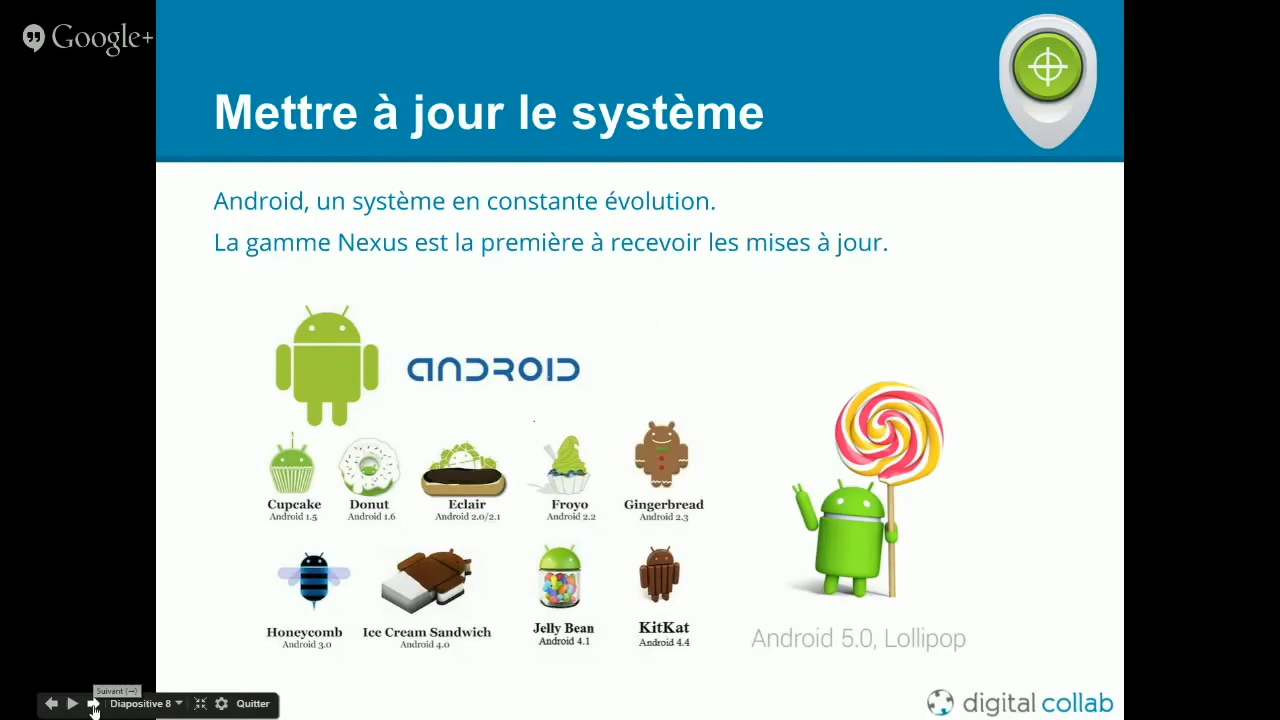 Google+
Mettre à jour le système
Android, un système en constante évolution.
La gamme Nexus est la première à recevoir les mises à jour.
ANDROID
Cupcake Donut Eclair Froyo Gingerbread
Android 1.5 Android 1.6 Android 2.0/2.1 Android 2.2 Android 2.3
Honeycomb Ice Cream Sandwich Jelly Bean KitKat
Android 3.0 Android 4.0 Android 4.1 Android 4.4
Android 5.0, Lollipop
Suivant (→)
Diapositive 8 Quitter
digital collab